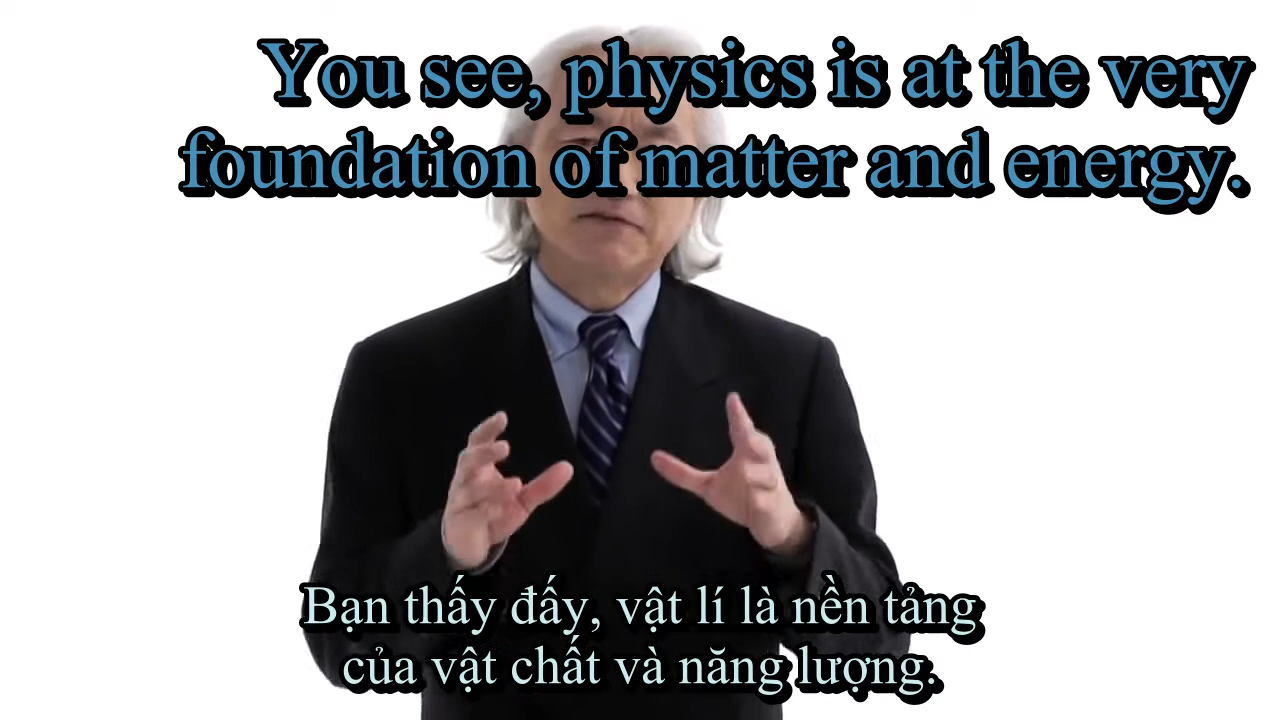 You see, physics is at the very
foundation of matter and energy.
Bạn thấy đấy, vật lí là nền tảng
của vật chất và năng lượng.